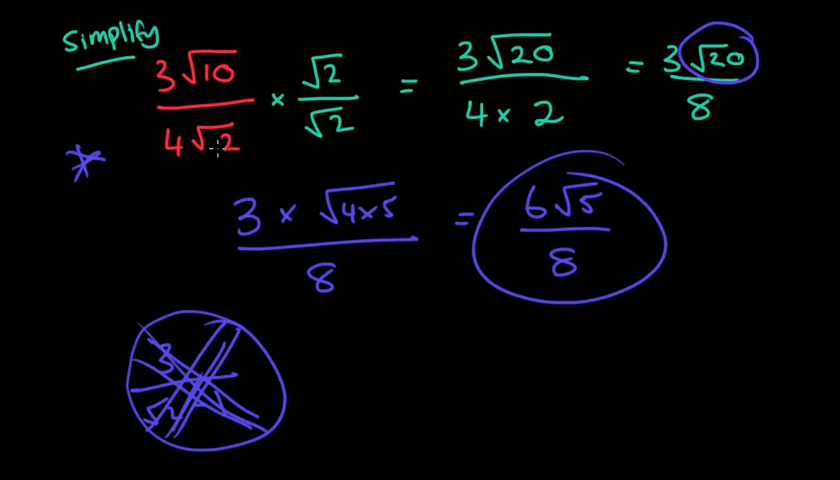 Simplify
3√10 / 4√2 × √2 / √2 = 3√20 / 4 × 2 = 3√20 / 8
3 × √4×5 / 8 = 6√5 / 8
3